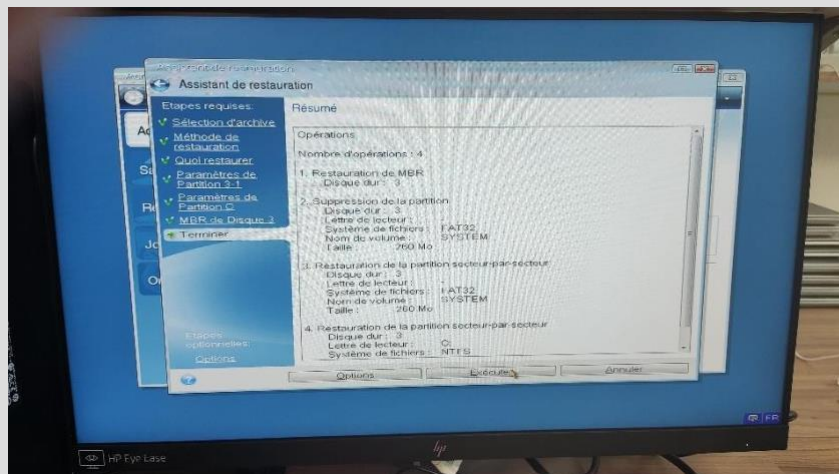 Assistant de restauration
Assistant de restauration
Etapes requises:
Sélection d'archive
Méthode de
restauration
Quoi restaurer
Paramètres de
Partition 3-1
Paramètres de
Partition C
MBR de Disque 3
Terminer
Etapes
optionnelles:
Options
Résumé
Opérations
Nombre d'opérations : 4
1. Restauration de MBR
Disque dur : 3
2. Suppression de la partition
Disque dur : 3
Lettre de lecteur :
Système de fichiers : FAT32
Nom de volume : SYSTEM
Taille : 260 Mo
3. Restauration de la partition secteur-par-secteur
Disque dur : 3
Lettre de lecteur :
Système de fichiers : FAT32
Nom de volume : SYSTEM
Taille : 260 Mo
4. Restauration de la partition secteur-par-secteur
Disque dur : 3
Lettre de lecteur : C:
Système de fichiers : NTFS
Options
Exécuter
Annuler
FR
HP Eye Ease
hp